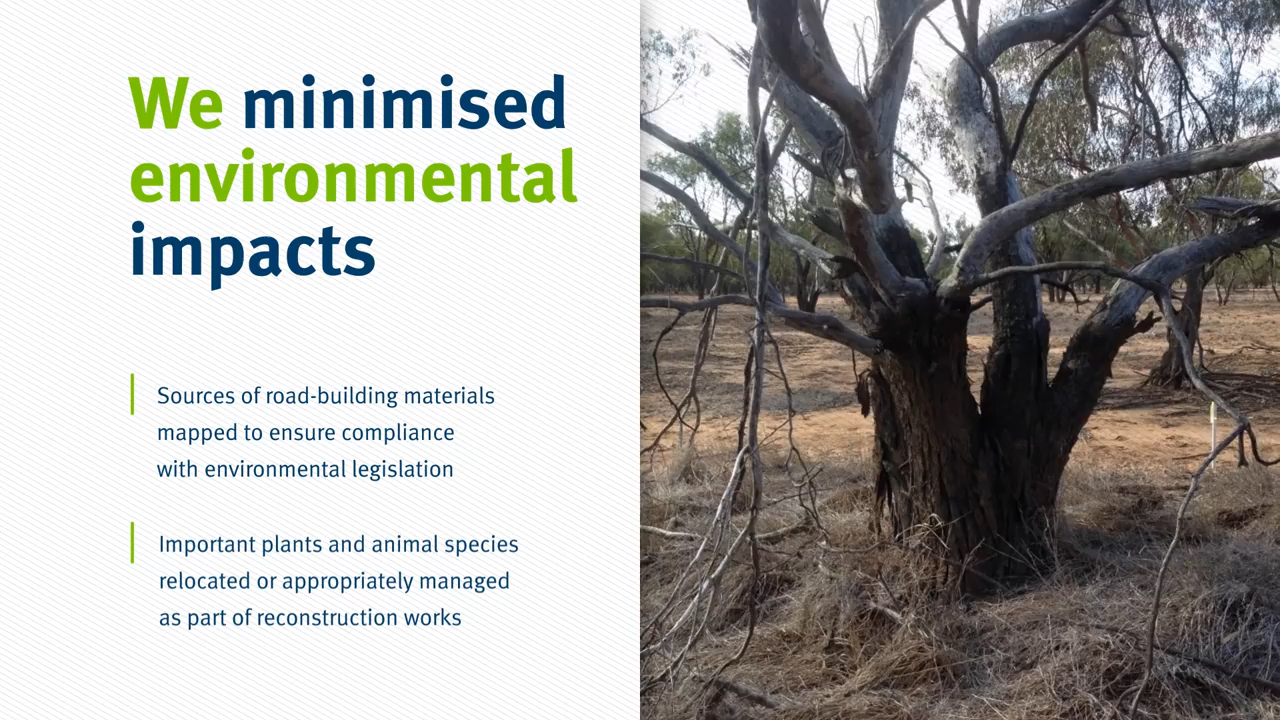 We minimised
environmental
impacts
Sources of road-building materials
mapped to ensure compliance
with environmental legislation
Important plants and animal species
relocated or appropriately managed
as part of reconstruction works